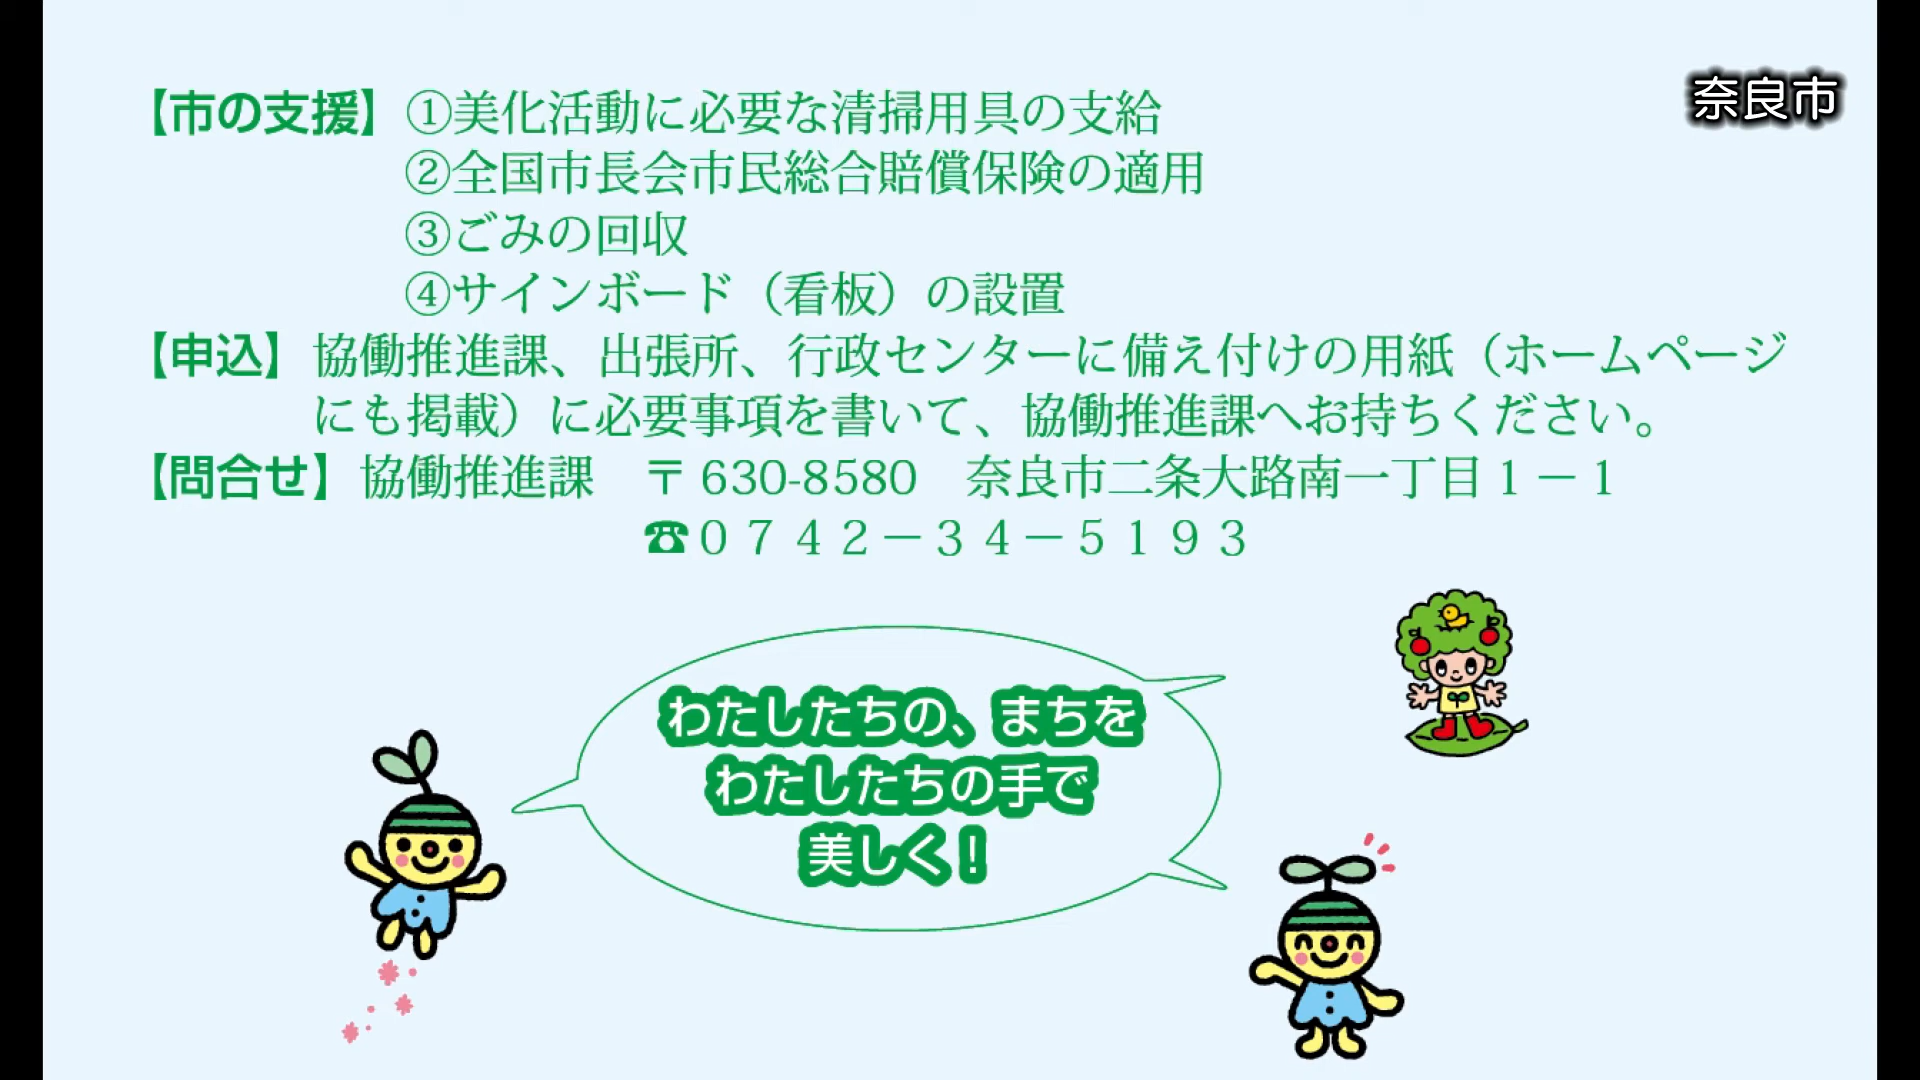 奈良市
【市の支援】①美化活動に必要な清掃用具の支給
②全国市長会市民総合賠償保険の適用
③ごみの回収
④サインボード（看板）の設置
【申込】協働推進課、出張所、行政センターに備え付けの用紙（ホームページ
にも掲載）に必要事項を書いて、協働推進課へお持ちください。
【問合せ】協働推進課　〒630-8580　奈良市二条大路南一丁目１－１
☎０７４２－３４－５１９３
わたしたちの、まちを
わたしたちの手で
美しく！